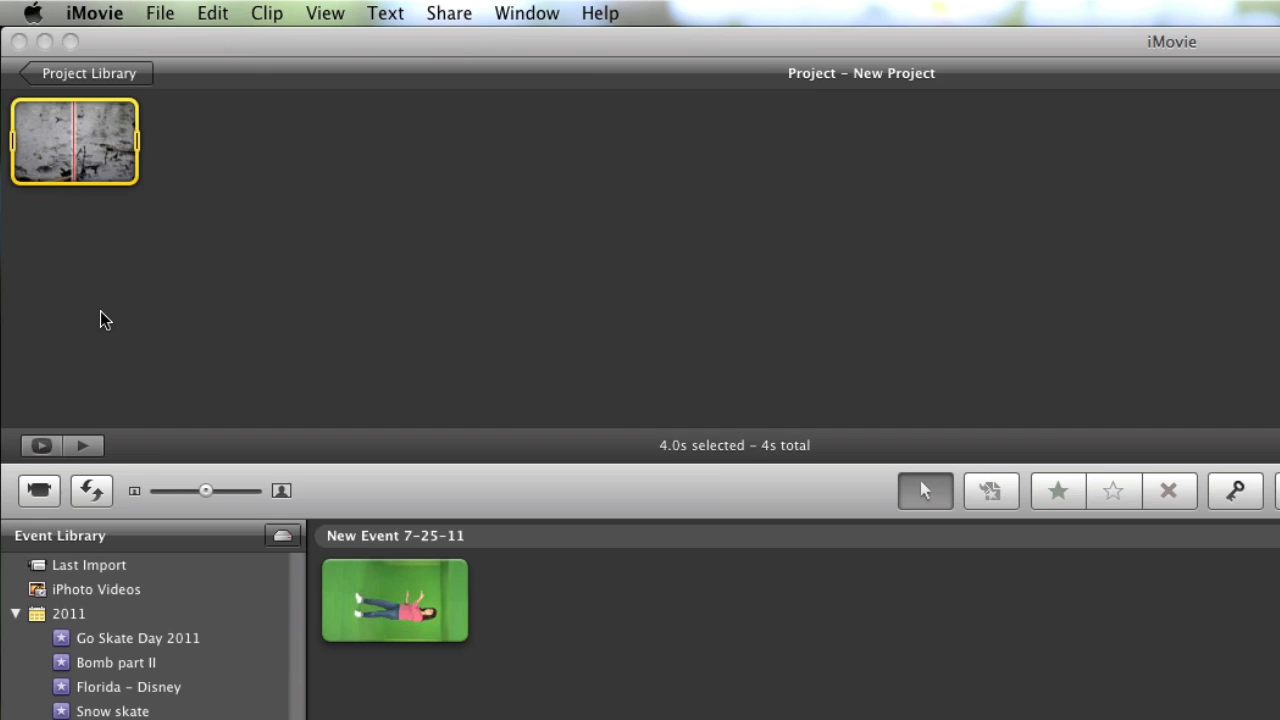 iMovie File Edit Clip View Text Share Window Help
iMovie
Project Library
Project - New Project
4.0s selected - 4s total
Event Library
New Event 7-25-11
Last Import
iPhoto Videos
2011
Go Skate Day 2011
Bomb part II
Florida - Disney
Snow skate